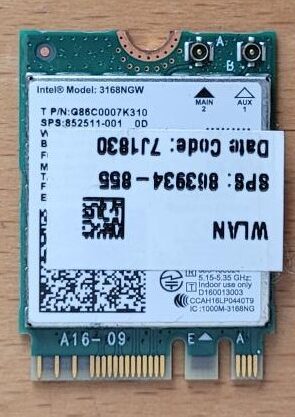 A
B
Intel® Model: 3168NGW
MAIN
2
AUX
1
T P/N:G86C0007K310
SPS:852511-001 0D
W
B
F
M
T
F
E
WLAN
SPS: 863934-855
Date Code: 7J1830
5.15-5.35 GHz:
Indoor use only
D160013003
CCAH16LP0440T9
IC:1000M-3168NG
A16-09
E
A